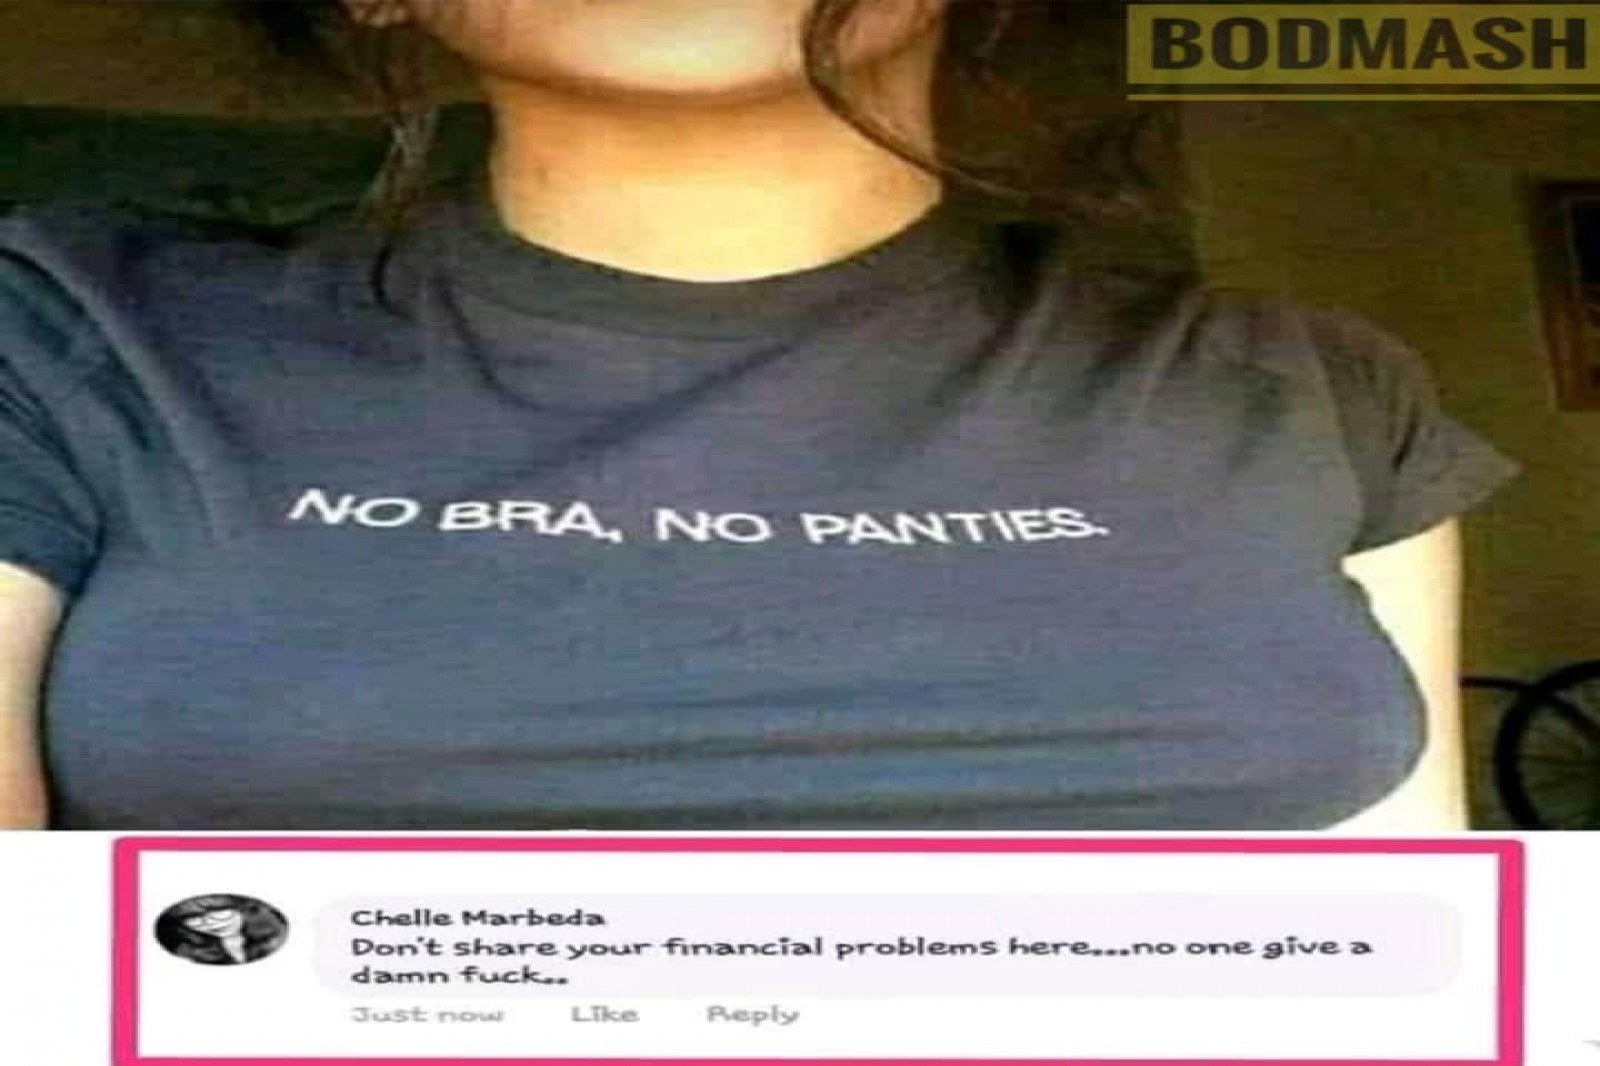 BODMASH
NO BRA, NO PANTIES.
Chelle Marbeda
Don't share your financial problems here....no one give a
damn fuck..
Just now Like Reply